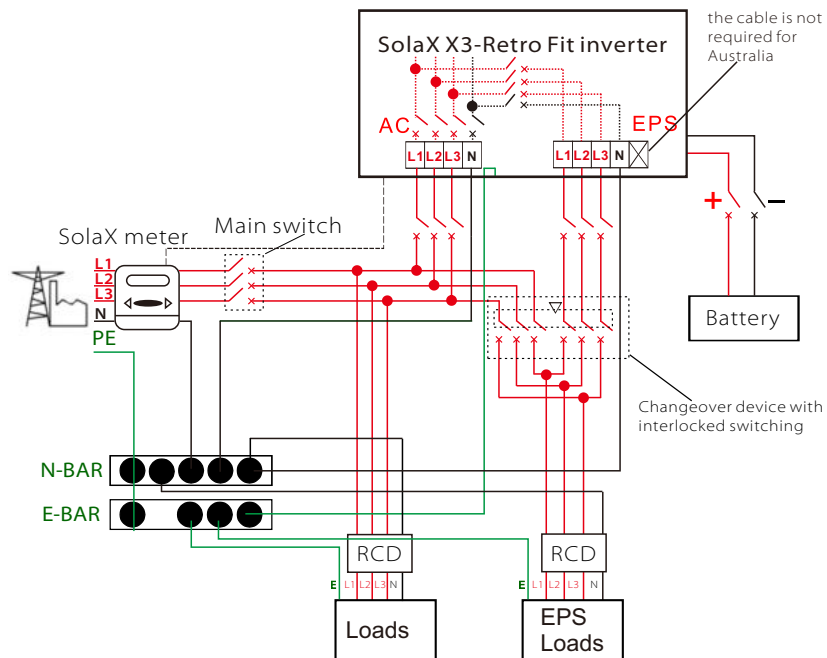 the cable is not
required for
Australia
SolaX X3-Retro Fit inverter
AC
EPS
L1 L2 L3 N
L1 L2 L3 N
+ −
SolaX meter
Main switch
L1
L2
L3
N
PE
Battery
Changeover device with
interlocked switching
N-BAR
E-BAR
RCD
RCD
E L1 L2 L3 N
E L1 L2 L3 N
Loads
EPS
Loads